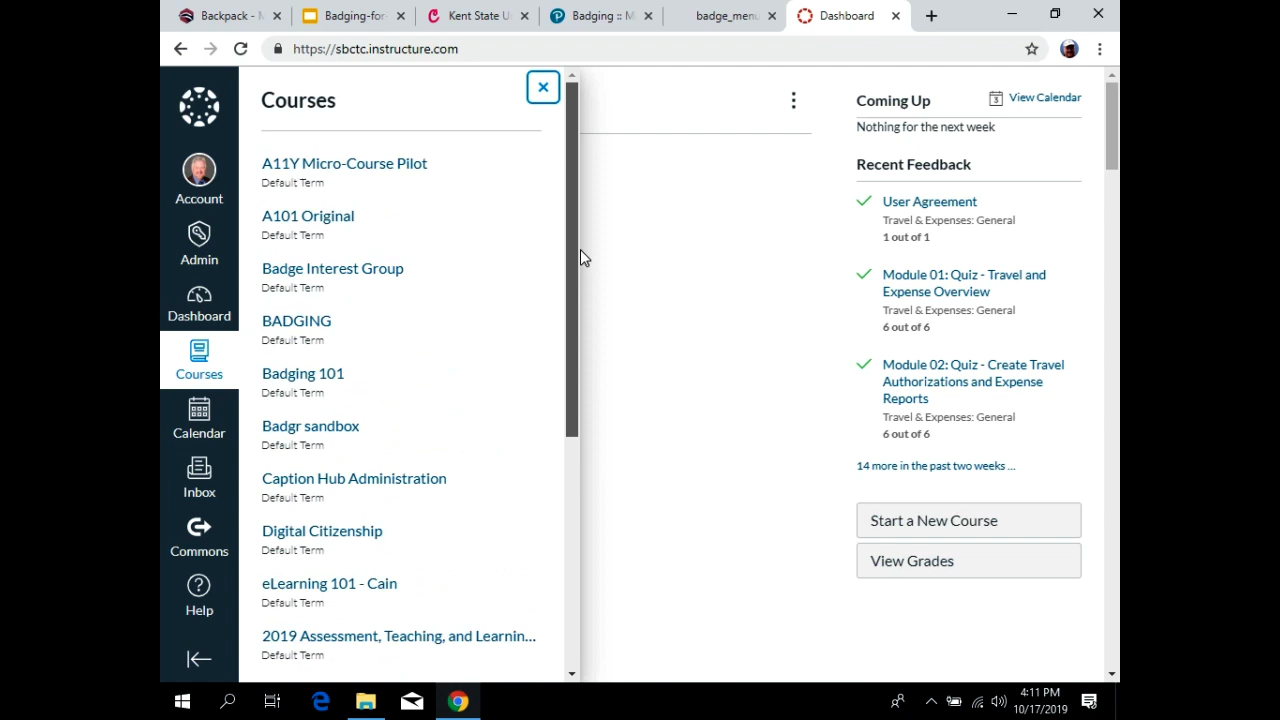 Backpack - M
Badging-for-
Kent State U
Badging :: M
badge_menu
Dashboard
https://sbctc.instructure.com
Account
Admin
Dashboard
Courses
Calendar
Inbox
Commons
Help
Courses
A11Y Micro-Course Pilot
Default Term
A101 Original
Default Term
Badge Interest Group
Default Term
BADGING
Default Term
Badging 101
Default Term
Badgr sandbox
Default Term
Caption Hub Administration
Default Term
Digital Citizenship
Default Term
eLearning 101 - Cain
Default Term
2019 Assessment, Teaching, and Learnin...
Default Term
Coming Up
3
View Calendar
Nothing for the next week
Recent Feedback
User Agreement
Travel & Expenses: General
1 out of 1
Module 01: Quiz - Travel and
Expense Overview
Travel & Expenses: General
6 out of 6
Module 02: Quiz - Create Travel
Authorizations and Expense
Reports
Travel & Expenses: General
6 out of 6
14 more in the past two weeks ...
Start a New Course
View Grades
4:11 PM
10/17/2019